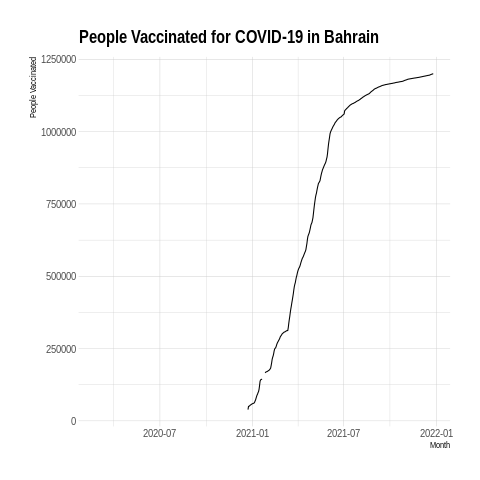 People Vaccinated for COVID-19 in Bahrain
People Vaccinated
1250000
1000000
750000
500000
250000
0
2020-07 2021-01 2021-07 2022-01
Month